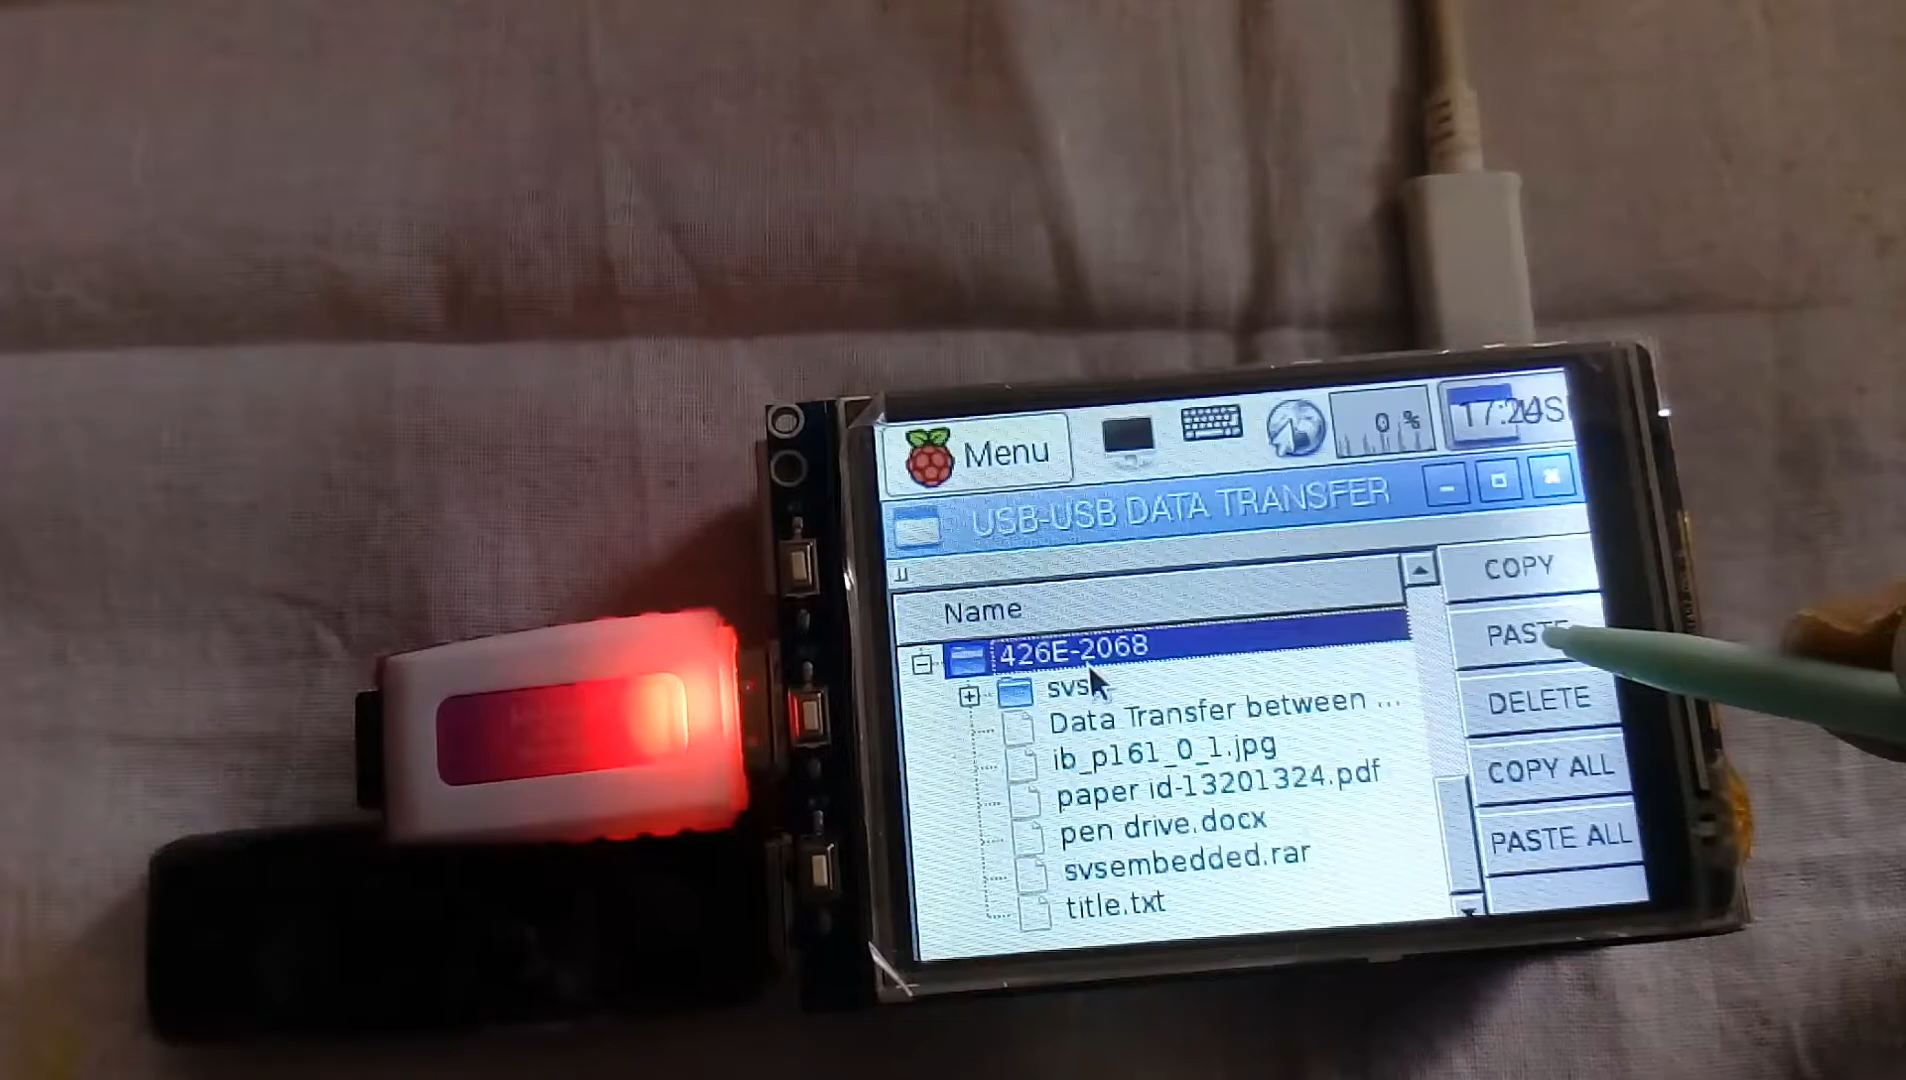 Menu
0 %
USB-USB DATA TRANSFER
Name
426E-2068
svs
Data Transfer between ...
ib_p161_0_1.jpg
paper id-13201324.pdf
pen drive.docx
svsembedded.rar
title.txt
COPY
PASTE
DELETE
COPY ALL
PASTE ALL